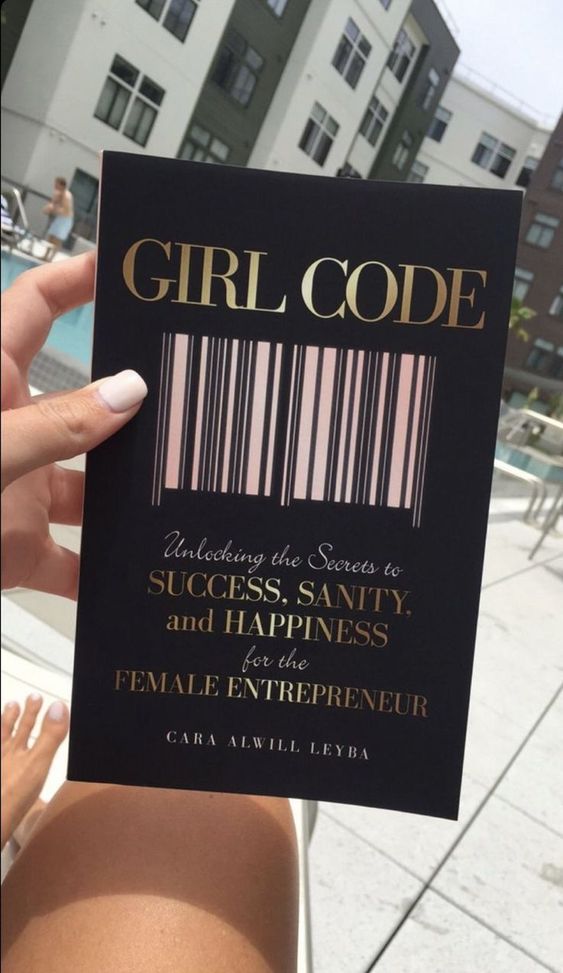 GIRL CODE
Unlocking the Secrets to
SUCCESS, SANITY,
and HAPPINESS
for the
FEMALE ENTREPRENEUR
CARA ALWILL LEYBA